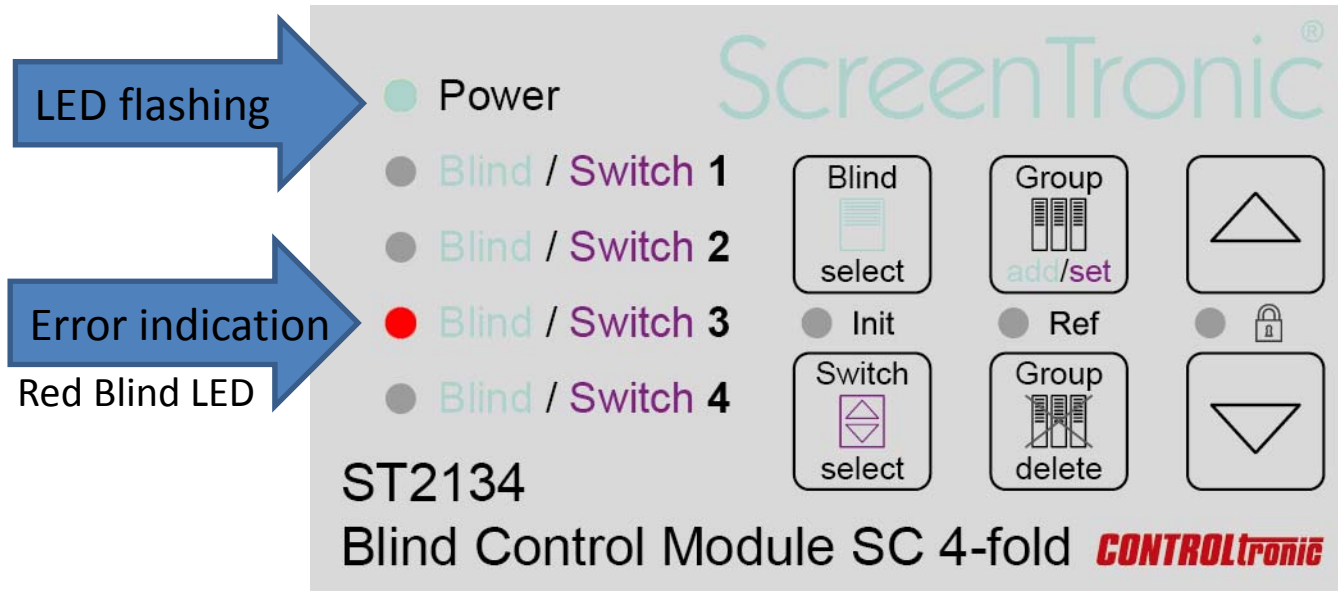 ScreenTronic®
LED flashing
Power
Blind / Switch 1
Blind / Switch 2
Error indication
Blind / Switch 3
Red Blind LED
Blind / Switch 4
Blind
select
Group
add/set
Init
Ref
Switch
select
Group
delete
ST2134
Blind Control Module SC 4-fold
CONTROLtronic